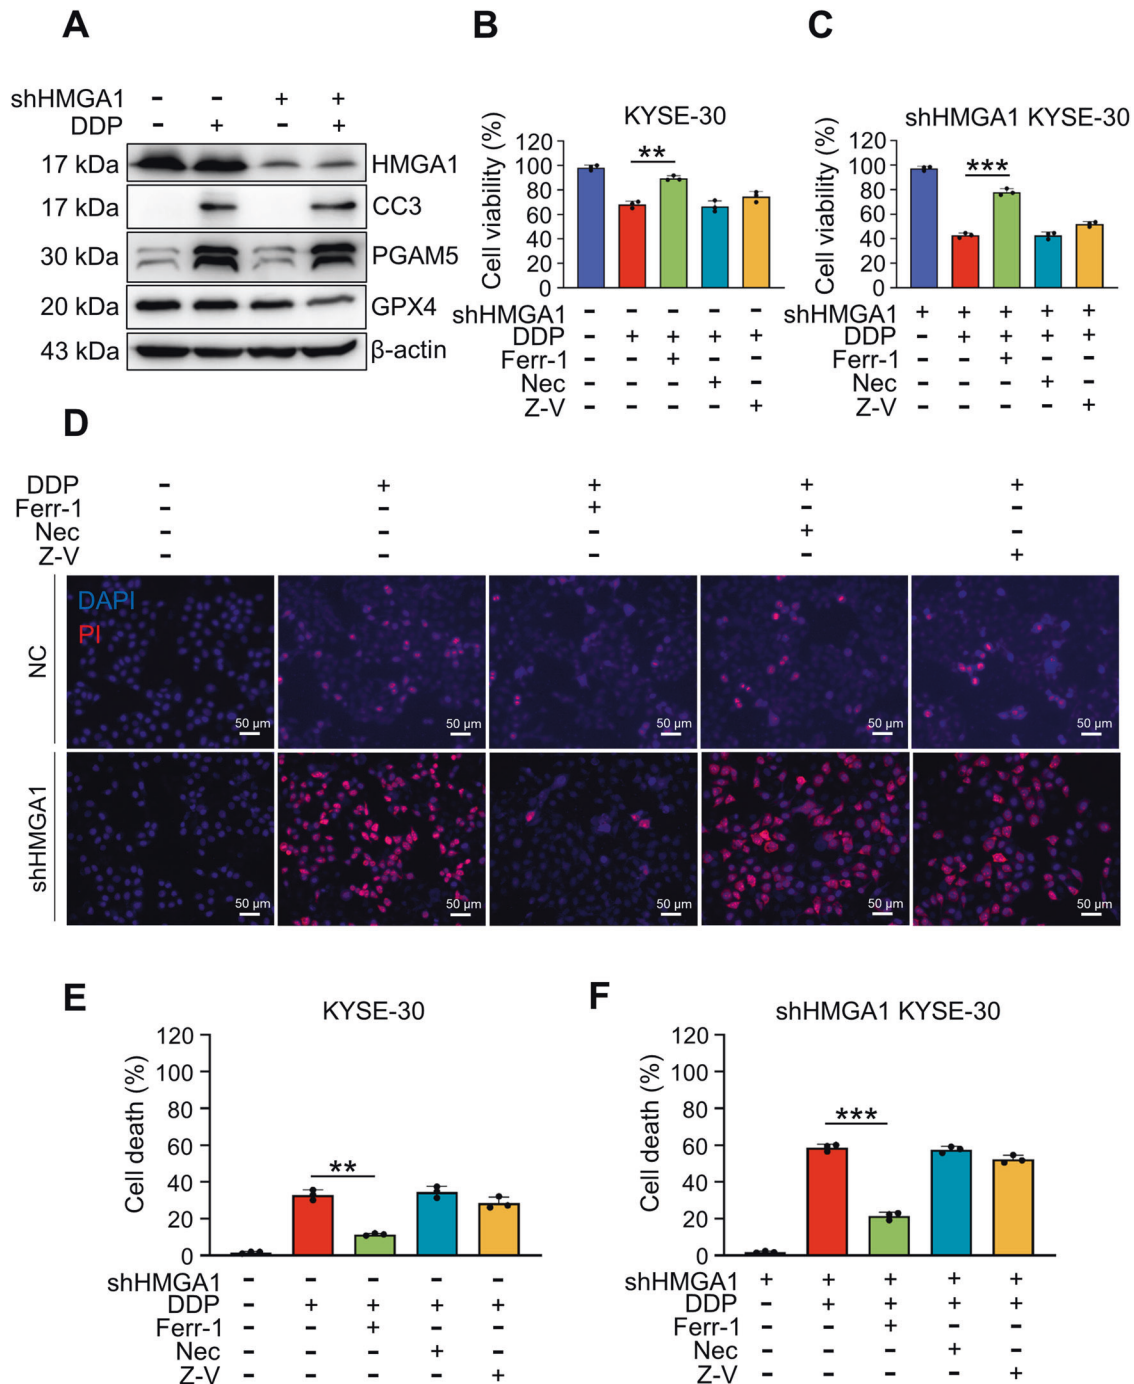 A
shHMGA1 - - + +
DDP - + - +
17 kDa HMGA1
17 kDa CC3
30 kDa PGAM5
20 kDa GPX4
43 kDa β-actin
B
KYSE-30
Cell viability (%)
120
100
80
60
40
20
0
**
shHMGA1 - - - - -
DDP - + + + +
Ferr-1 - - + - -
Nec - - - + -
Z-V - - - - +
C
shHMGA1 KYSE-30
Cell viability (%)
120
100
80
60
40
20
0
***
shHMGA1 + + + + +
DDP - + + + +
Ferr-1 - - + - -
Nec - - - + -
Z-V - - - - +
D
DDP - + + + +
Ferr-1 - - + - -
Nec - - - + -
Z-V - - - - +
NC
DAPI
PI
50 µm 50 µm 50 µm 50 µm 50 µm
shHMGA1
50 µm 50 µm 50 µm 50 µm 50 µm
E
KYSE-30
Cell death (%)
120
100
80
60
40
20
0
**
shHMGA1 - - - - -
DDP - + + + +
Ferr-1 - - + - -
Nec - - - + -
Z-V - - - - +
F
shHMGA1 KYSE-30
Cell death (%)
120
100
80
60
40
20
0
***
shHMGA1 + + + + +
DDP - + + + +
Ferr-1 - - + - -
Nec - - - + -
Z-V - - - - +